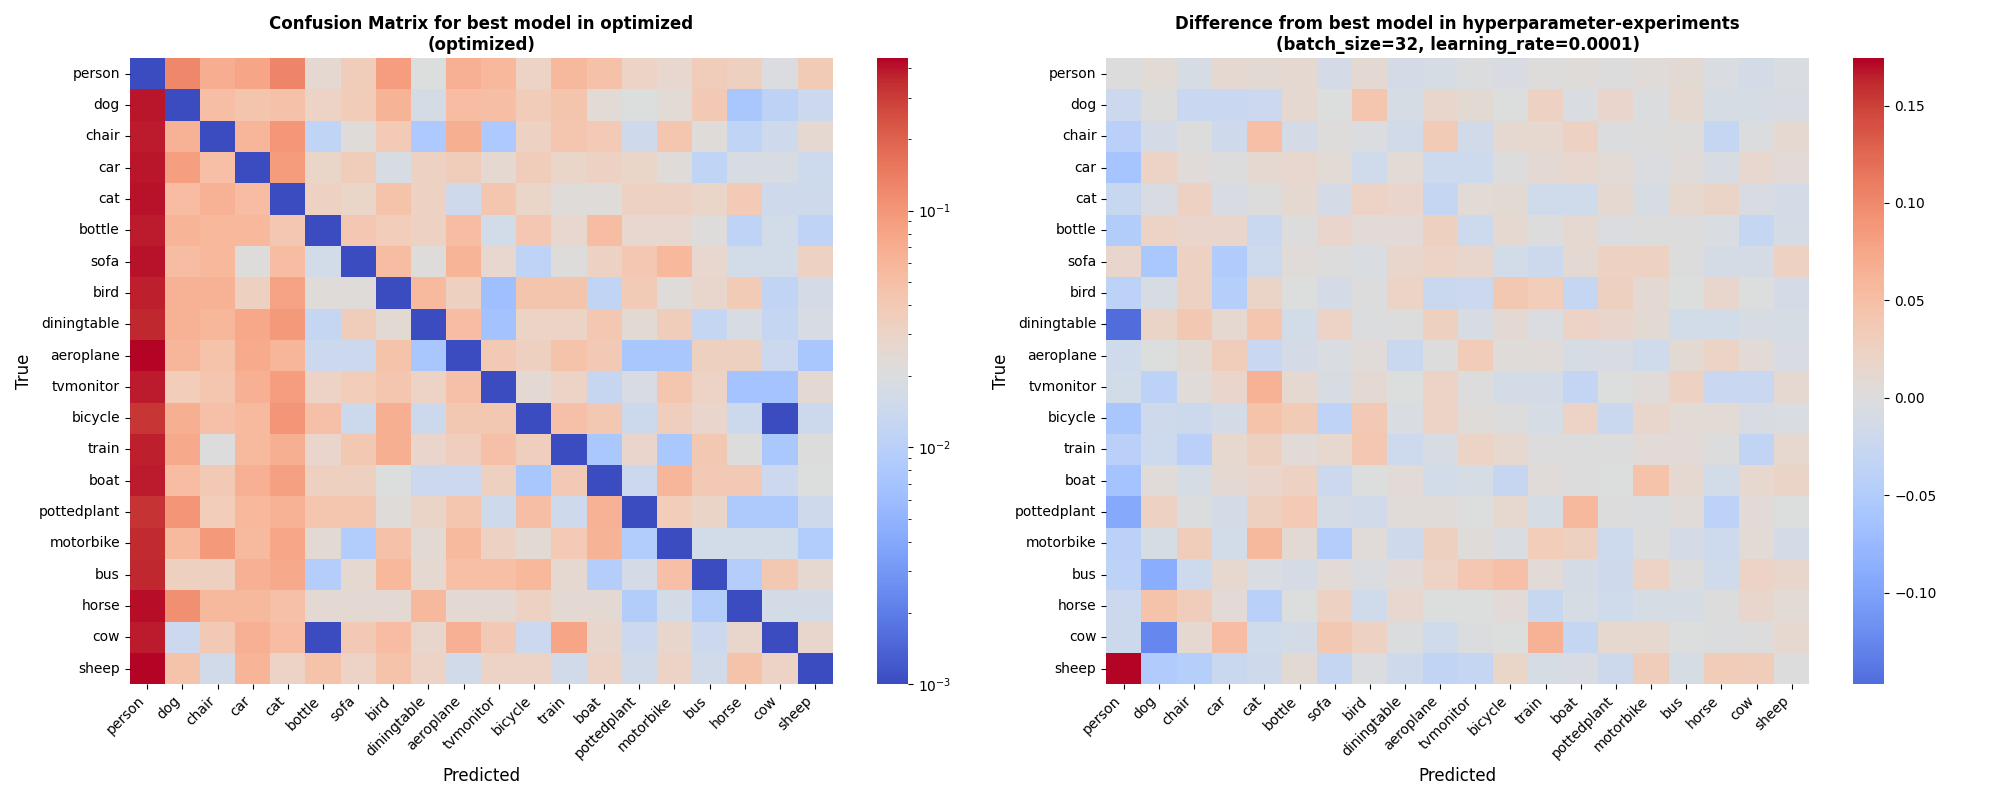 Confusion Matrix for best model in optimized
(optimized)
True
person
dog
chair
car
cat
bottle
sofa
bird
diningtable
aeroplane
tvmonitor
bicycle
train
boat
pottedplant
motorbike
bus
horse
cow
sheep
person
dog
chair
car
cat
bottle
sofa
bird
diningtable
aeroplane
tvmonitor
bicycle
train
boat
pottedplant
motorbike
bus
horse
cow
sheep
Predicted
10⁻¹
10⁻²
10⁻³
Difference from best model in hyperparameter-experiments
(batch_size=32, learning_rate=0.0001)
True
person
dog
chair
car
cat
bottle
sofa
bird
diningtable
aeroplane
tvmonitor
bicycle
train
boat
pottedplant
motorbike
bus
horse
cow
sheep
person
dog
chair
car
cat
bottle
sofa
bird
diningtable
aeroplane
tvmonitor
bicycle
train
boat
pottedplant
motorbike
bus
horse
cow
sheep
Predicted
0.15
0.10
0.05
0.00
−0.05
−0.10